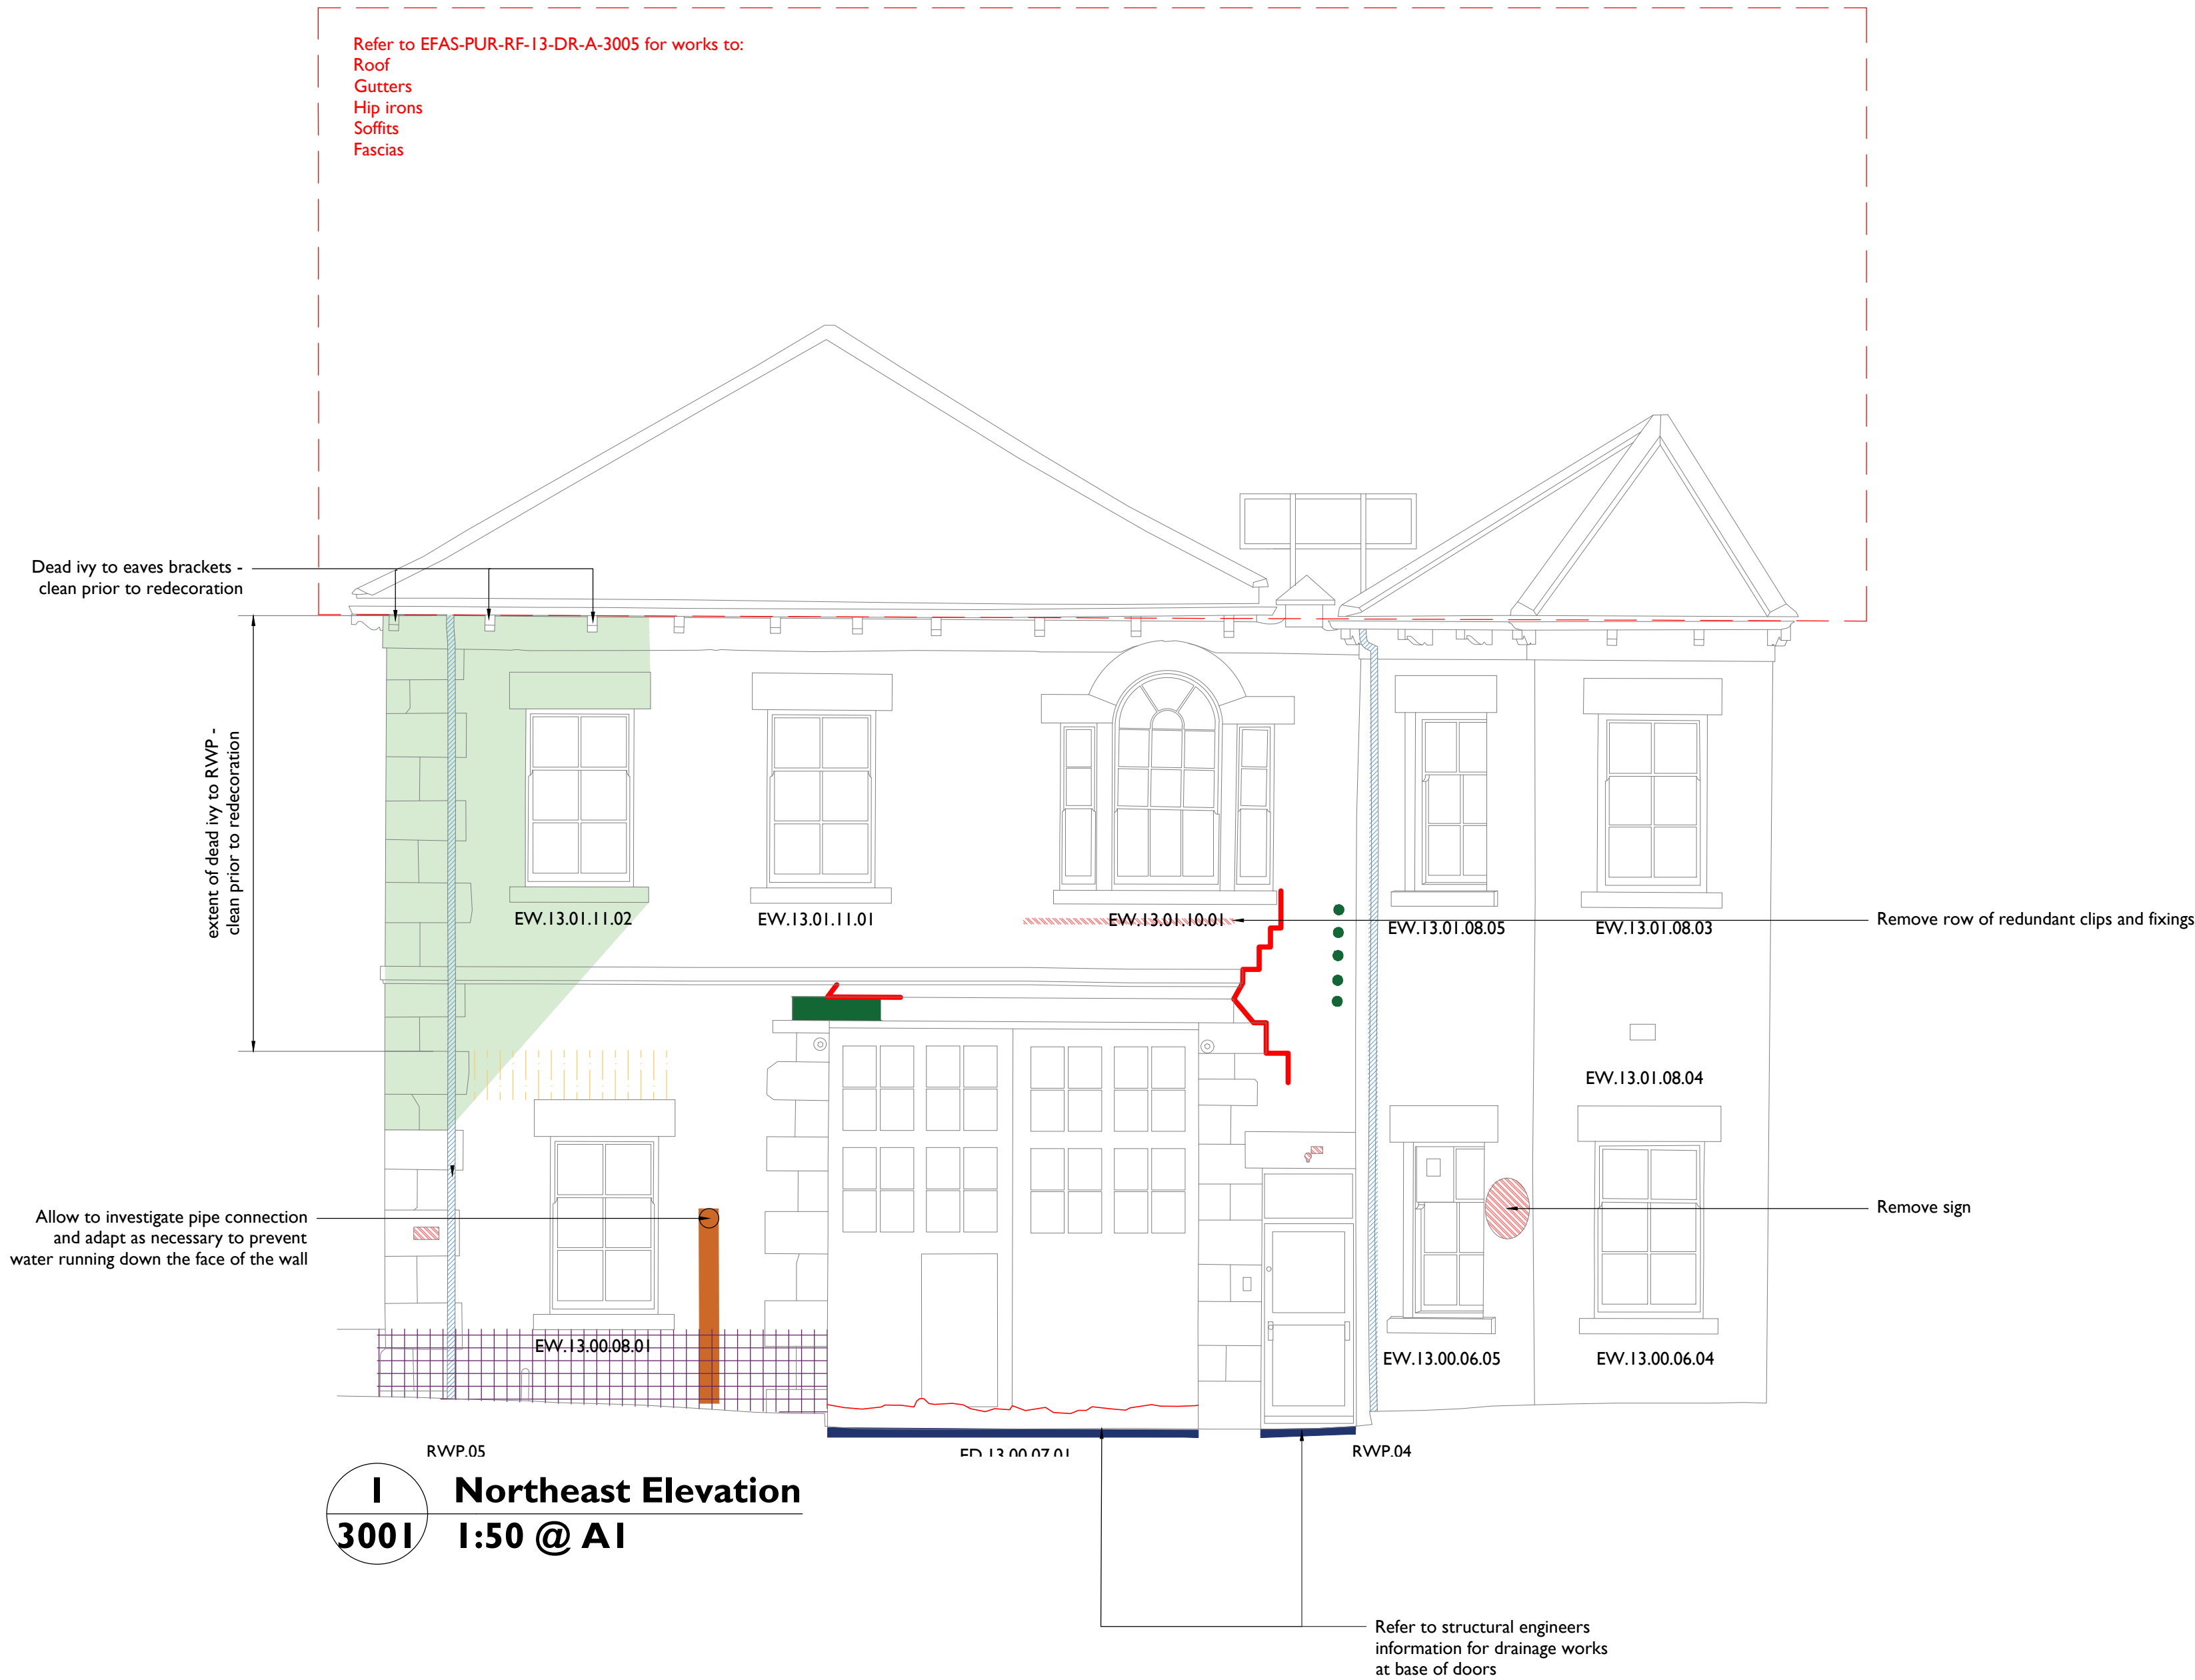 Refer to EFAS-PUR-RF-13-DR-A-3005 for works to:
Roof
Gutters
Hip irons
Soffits
Fascias
Dead ivy to eaves brackets -
clean prior to redecoration
extent of dead ivy to RWP -
clean prior to redecoration
EW.13.01.11.02
EW.13.01.11.01
EW.13.01.10.01
EW.13.01.08.05
EW.13.01.08.03
Remove row of redundant clips and fixings
EW.13.01.08.04
Allow to investigate pipe connection
and adapt as necessary to prevent
water running down the face of the wall
Remove sign
EW.13.00.08.01
EW.13.00.06.05
EW.13.00.06.04
RWP.05
ED.13.00.07.01
RWP.04
1
3001
Northeast Elevation
1:50 @ A1
Refer to structural engineers
information for drainage works
at base of doors